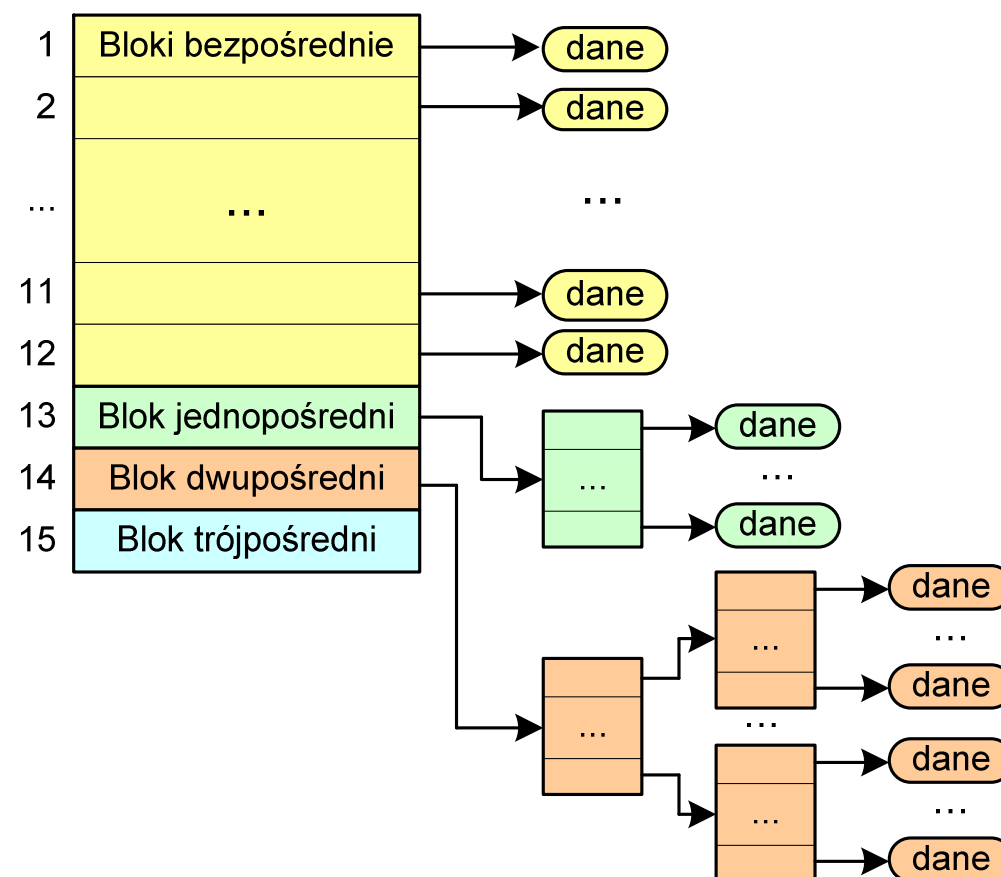 1 Bloki bezpośrednie dane
2 dane
... ... ...
11 dane
12 dane
13 Blok jednopośredni dane
... ...
dane
14 Blok dwupośredni
15 Blok trójpośredni
dane
... ...
dane
... ...
dane
... ...
dane